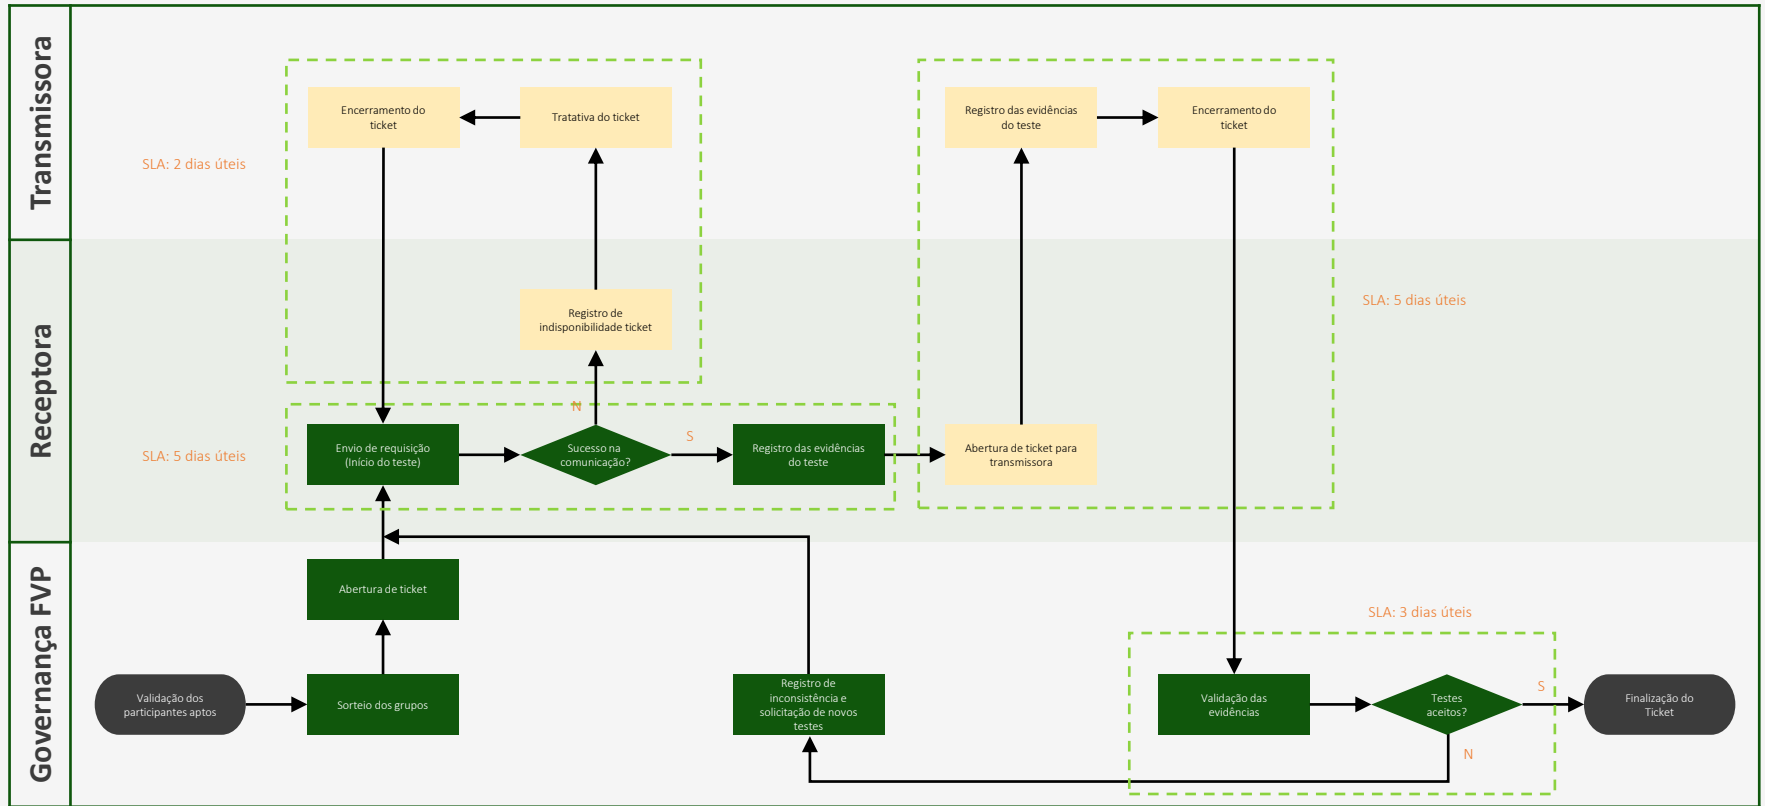 Transmissora
Encerramento do
ticket
Tratativa do ticket
Registro das evidências
do teste
Encerramento do
ticket
SLA: 2 dias úteis
Receptora
Registro de
indisponibilidade ticket
SLA: 5 dias úteis
N
S
Envio de requisição
(Início do teste)
Sucesso na
comunicação?
Registro das evidências
do teste
Abertura de ticket para
transmissora
SLA: 5 dias úteis
Governança FVP
Abertura de ticket
SLA: 3 dias úteis
Validação dos
participantes aptos
Sorteio dos grupos
Registro de
inconsistência e
solicitação de novos
testes
Validação das
evidências
Testes
aceitos?
S
Finalização do
Ticket
N